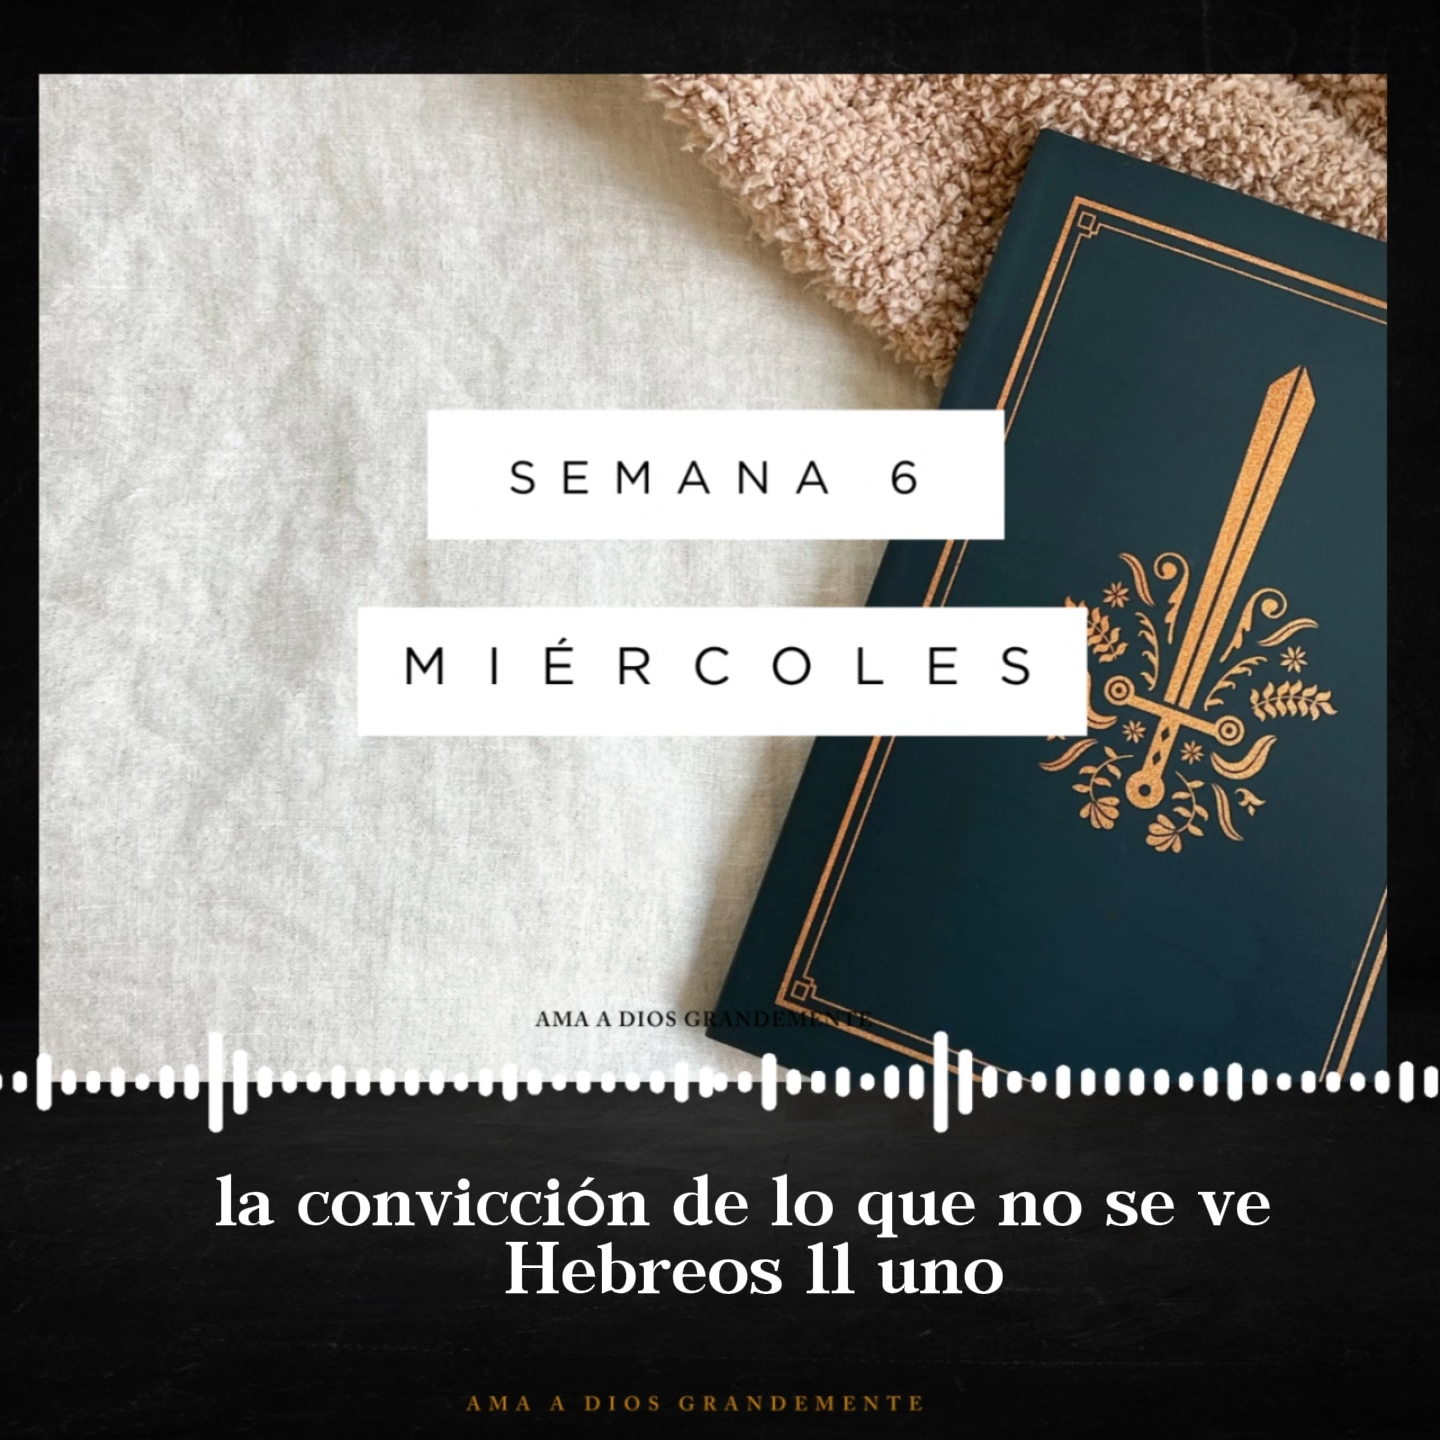 SEMANA 6
MIÉRCOLES
AMA A DIOS GRANDEMENTE
la convicción de lo que no se ve
Hebreos 11 uno
AMA A DIOS GRANDEMENTE